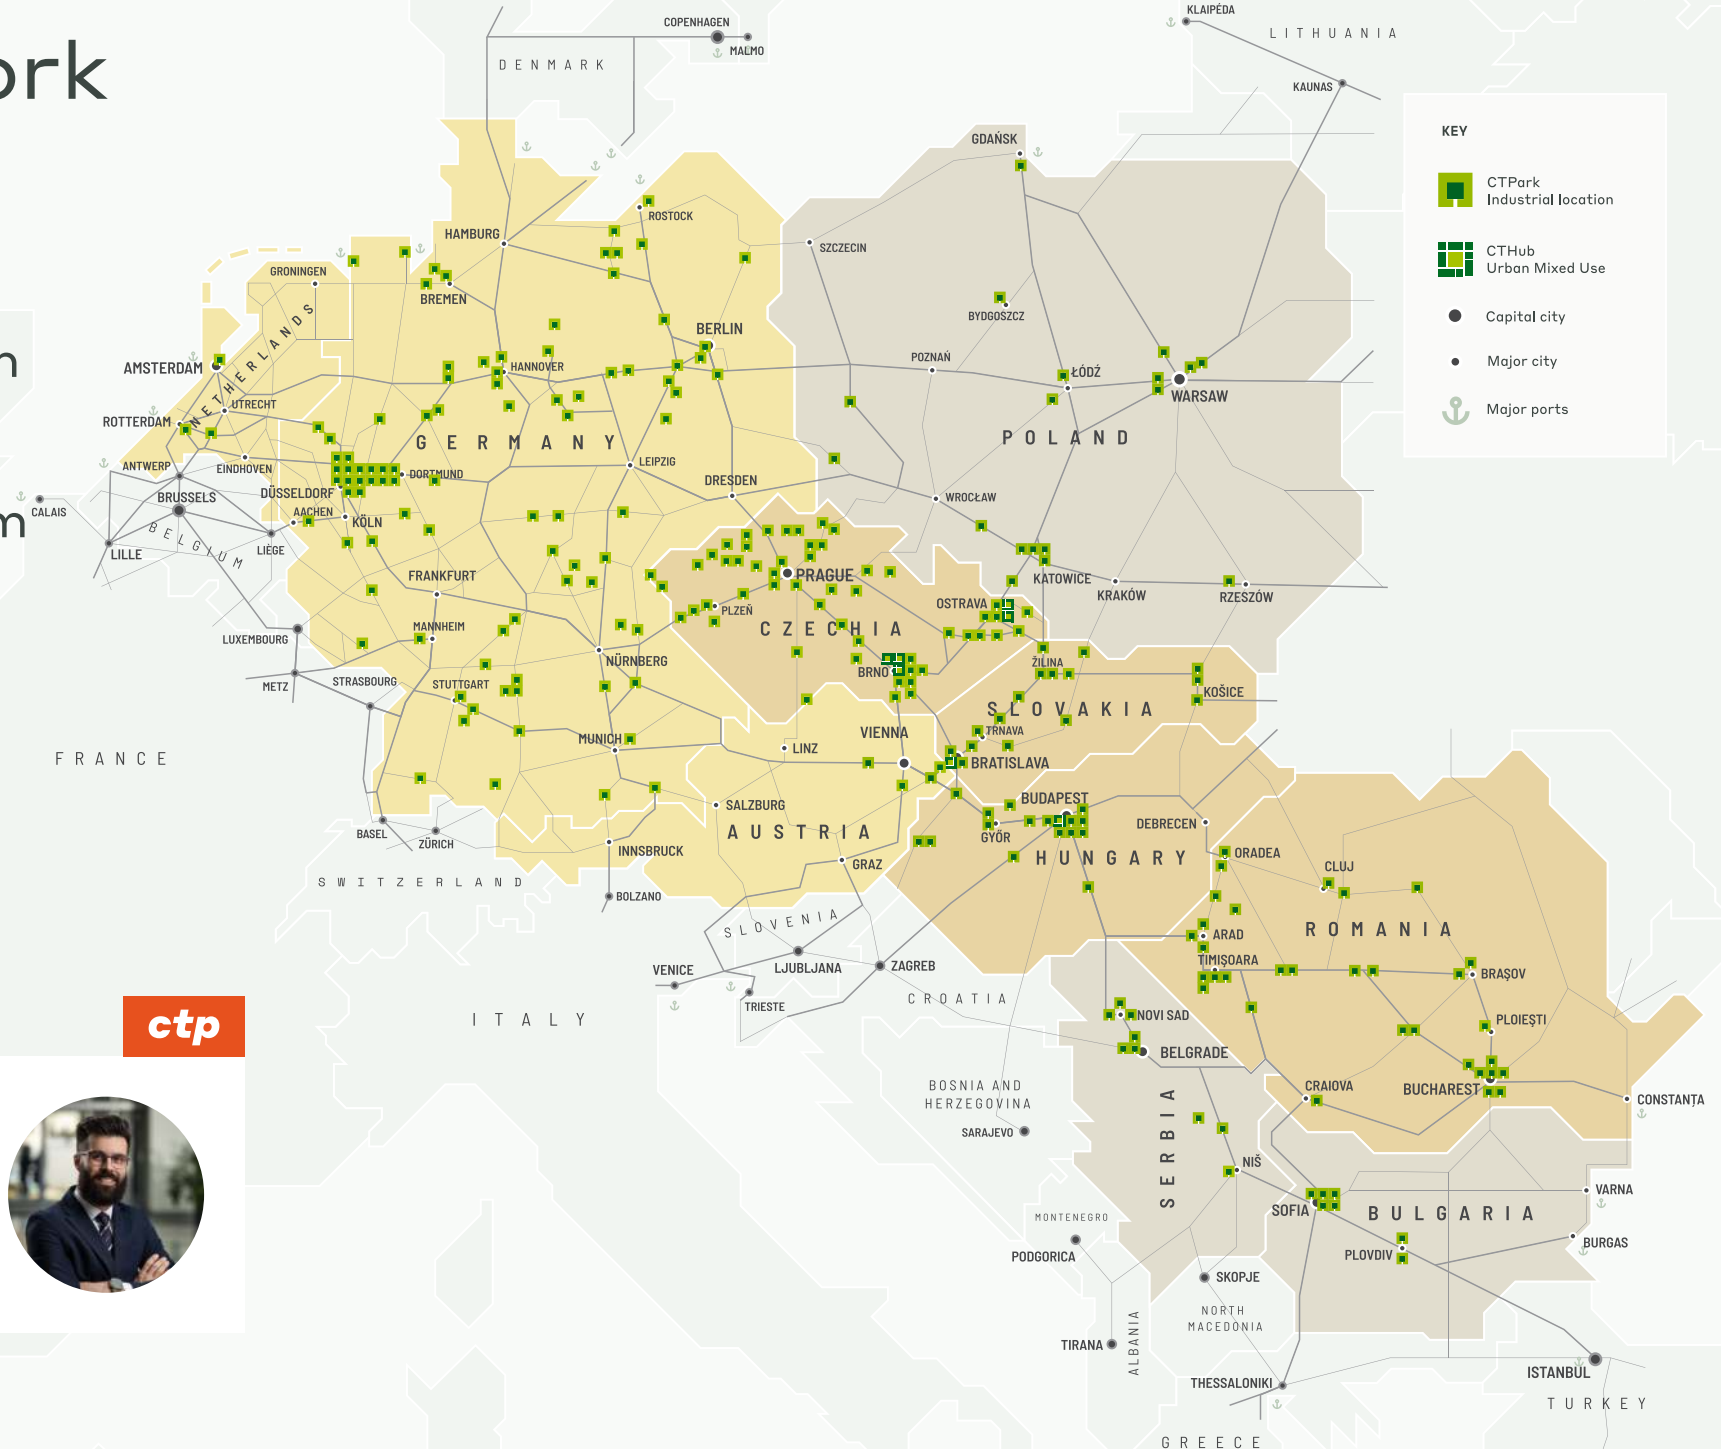 ork
n
m
KEY
CTPark
Industrial location
CTHub
Urban Mixed Use
Capital city
Major city
Major ports
COPENHAGEN
MALMO
DENMARK
KLAIPĖDA
LITHUANIA
KAUNAS
GDAŃSK
ROSTOCK
HAMBURG
SZCZECIN
GRONINGEN
BREMEN
BYDGOSZCZ
BERLIN
AMSTERDAM
NETHERLANDS
HANNOVER
POZNAŃ
ŁÓDŹ
WARSAW
UTRECHT
ROTTERDAM
GERMANY
POLAND
ANTWERP
EINDHOVEN
DORTMUND
LEIPZIG
DRESDEN
BRUSSELS
DÜSSELDORF
WROCŁAW
CALAIS
AACHEN
KÖLN
BELGIUM
LILLE
LIÈGE
FRANKFURT
PRAGUE
KATOWICE
KRAKÓW
RZESZÓW
OSTRAVA
PLZEŇ
CZECHIA
LUXEMBOURG
MANNHEIM
NÜRNBERG
BRNO
ŽILINA
METZ
STRASBOURG
STUTTGART
KOŠICE
SLOVAKIA
VIENNA
TRNAVA
MUNICH
LINZ
BRATISLAVA
FRANCE
SALZBURG
BUDAPEST
AUSTRIA
BASEL
ZÜRICH
GYŐR
DEBRECEN
INNSBRUCK
GRAZ
HUNGARY
ORADEA
CLUJ
SWITZERLAND
BOLZANO
SLOVENIA
ROMANIA
ARAD
VENICE
LJUBLJANA
ZAGREB
TIMIȘOARA
BRAȘOV
TRIESTE
CROATIA
ctp
ITALY
NOVI SAD
PLOIEȘTI
BELGRADE
BOSNIA AND
HERZEGOVINA
CRAIOVA
BUCHAREST
CONSTANȚA
SARAJEVO
SERBIA
NIŠ
SOFIA
BULGARIA
VARNA
MONTENEGRO
PODGORICA
PLOVDIV
BURGAS
SKOPJE
NORTH
MACEDONIA
TIRANA
ALBANIA
ISTANBUL
THESSALONIKI
TURKEY
GREECE